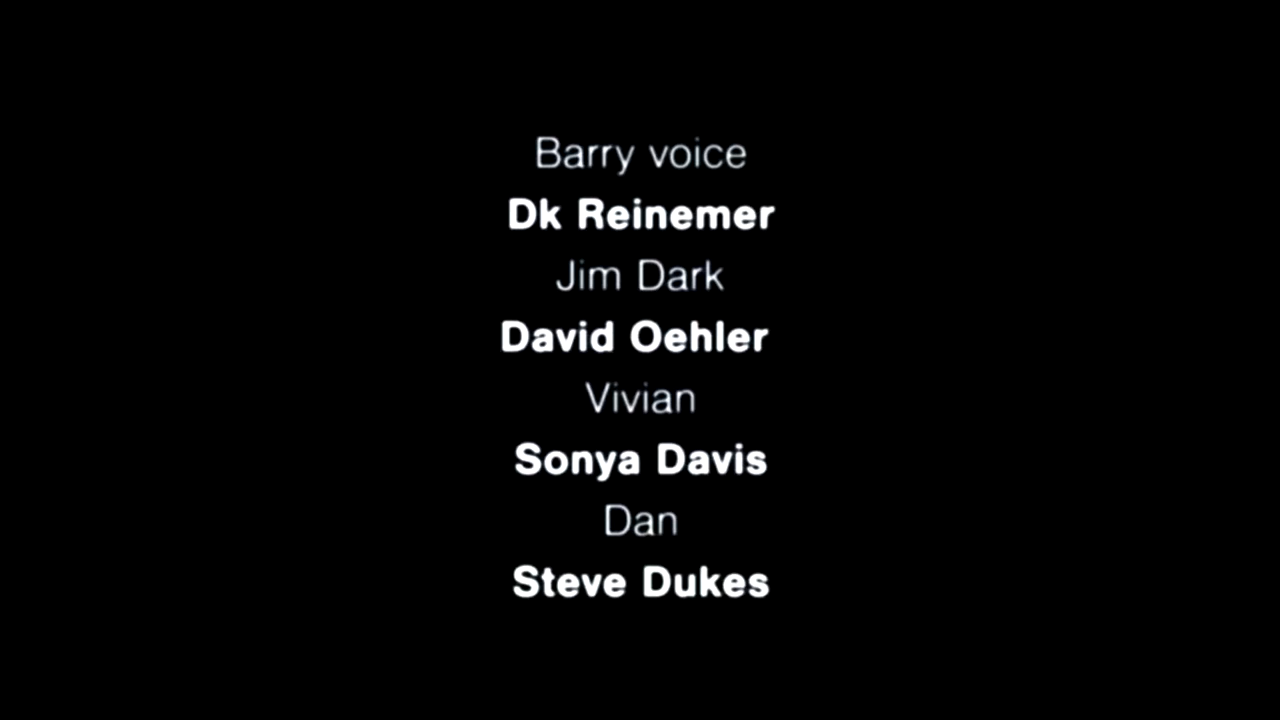 Barry voice
Dk Reinemer
Jim Dark
David Oehler
Vivian
Sonya Davis
Dan
Steve Dukes